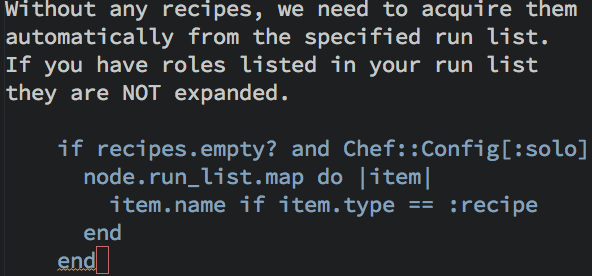 Without any recipes, we need to acquire them
automatically from the specified run list.
If you have roles listed in your run list
they are NOT expanded.
if recipes.empty? and Chef::Config[:solo]
node.run_list.map do |item|
item.name if item.type == :recipe
end
end